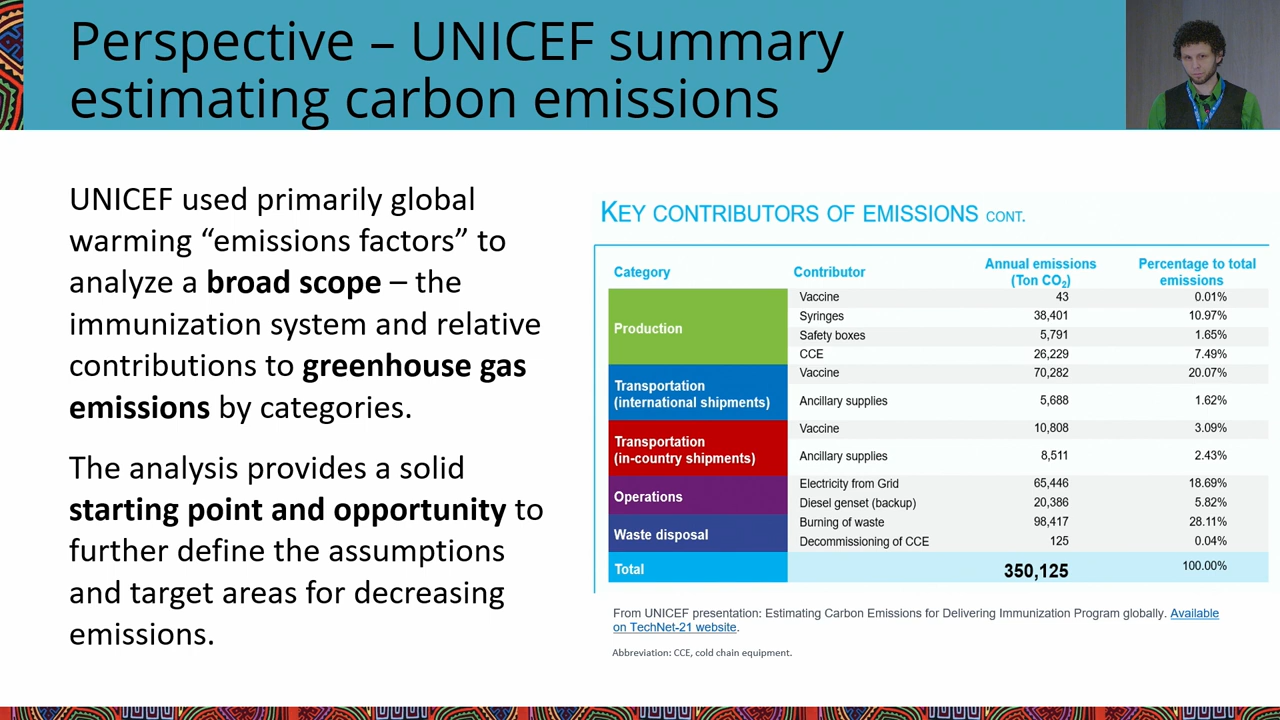 Perspective – UNICEF summary
estimating carbon emissions
UNICEF used primarily global
warming “emissions factors” to
analyze a broad scope – the
immunization system and relative
contributions to greenhouse gas
emissions by categories.
The analysis provides a solid
starting point and opportunity to
further define the assumptions
and target areas for decreasing
emissions.
KEY CONTRIBUTORS OF EMISSIONS CONT.
Category Contributor Annual emissions (Ton CO₂) Percentage to total emissions
Production
Vaccine 43 0.01%
Syringes 38,401 10.97%
Safety boxes 5,791 1.65%
CCE 26,229 7.49%
Transportation
(international shipments)
Vaccine 70,282 20.07%
Ancillary supplies 5,688 1.62%
Transportation
(in-country shipments)
Vaccine 10,808 3.09%
Ancillary supplies 8,511 2.43%
Operations
Electricity from Grid 65,446 18.69%
Diesel genset (backup) 20,386 5.82%
Waste disposal
Burning of waste 98,417 28.11%
Decommissioning of CCE 125 0.04%
Total 350,125 100.00%
From UNICEF presentation: Estimating Carbon Emissions for Delivering Immunization Program globally. Available
on TechNet-21 website.
Abbreviation: CCE, cold chain equipment.